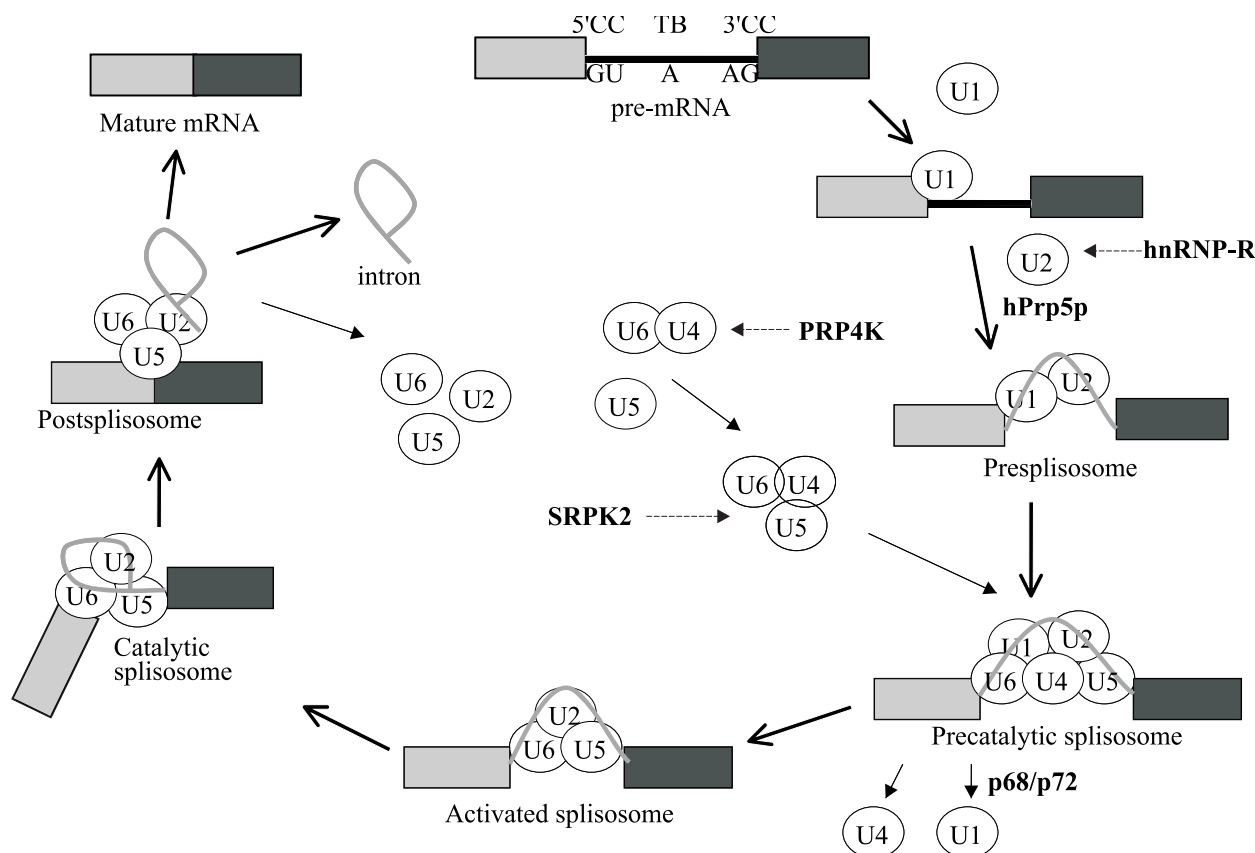 5'CC TB 3'CC
GU A AG
pre-mRNA
U1
U1
U2
hnRNP-R
hPrp5p
U1
U2
Presplisosome
U6
U4
PRP4K
U5
U6
U4
U5
SRPK2
U1
U2
U6
U4
U5
Precatalytic splisosome
p68/p72
U4
U1
U2
U6
U5
Activated splisosome
U2
U6
U5
Catalytic
splisosome
U6
U2
U5
Postsplisosome
U6
U2
U5
intron
Mature mRNA